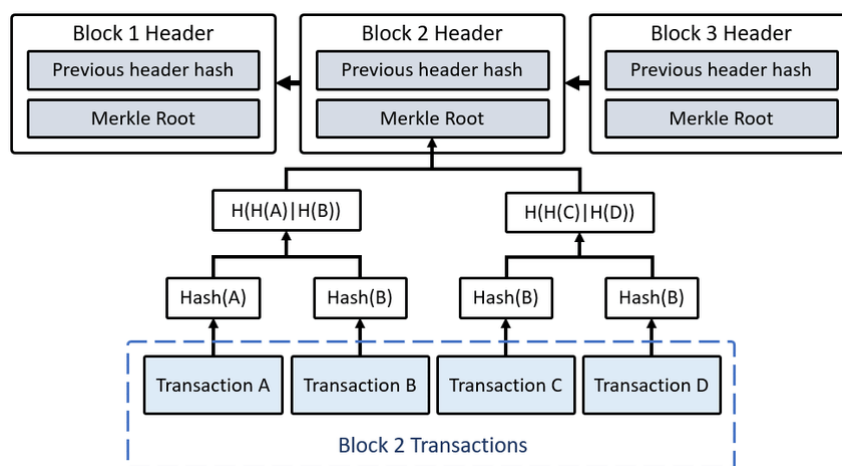 Block 1 Header
Block 2 Header
Block 3 Header
Previous header hash
Previous header hash
Previous header hash
Merkle Root
Merkle Root
Merkle Root
H(H(A)|H(B))
H(H(C)|H(D))
Hash(A)
Hash(B)
Hash(B)
Hash(B)
Transaction A
Transaction B
Transaction C
Transaction D
Block 2 Transactions